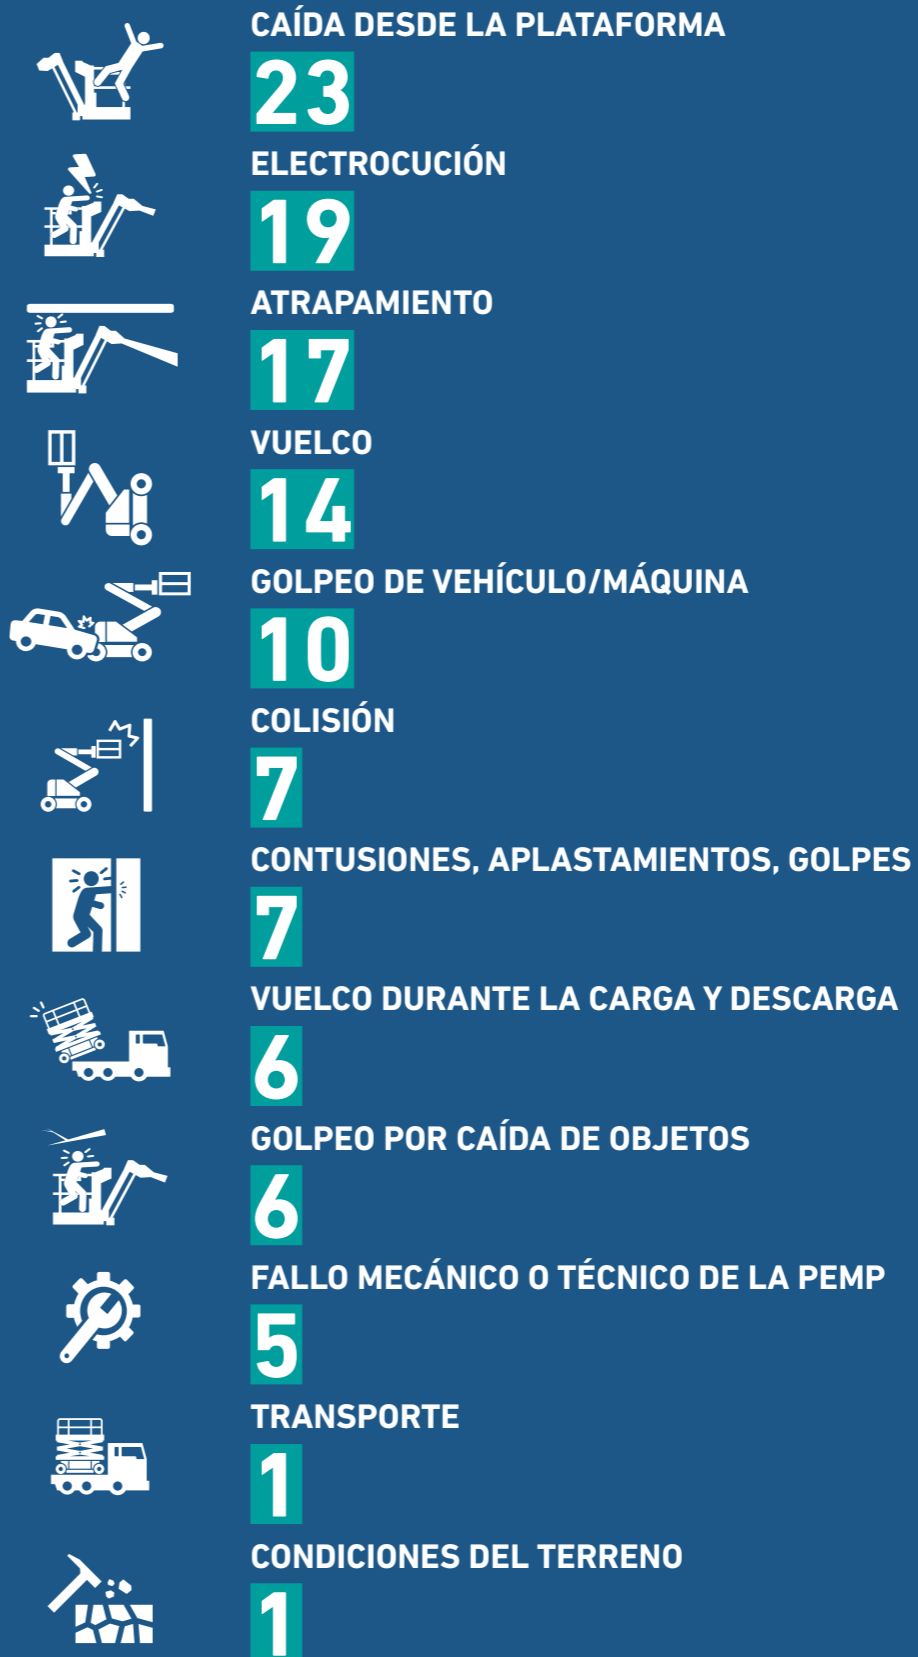 CAÍDA DESDE LA PLATAFORMA
23
ELECTROCUCIÓN
19
ATRAPAMIENTO
17
VUELCO
14
GOLPEO DE VEHÍCULO/MÁQUINA
10
COLISIÓN
7
CONTUSIONES, APLASTAMIENTOS, GOLPES
7
VUELCO DURANTE LA CARGA Y DESCARGA
6
GOLPEO POR CAÍDA DE OBJETOS
6
FALLO MECÁNICO O TÉCNICO DE LA PEMP
5
TRANSPORTE
1
CONDICIONES DEL TERRENO
1